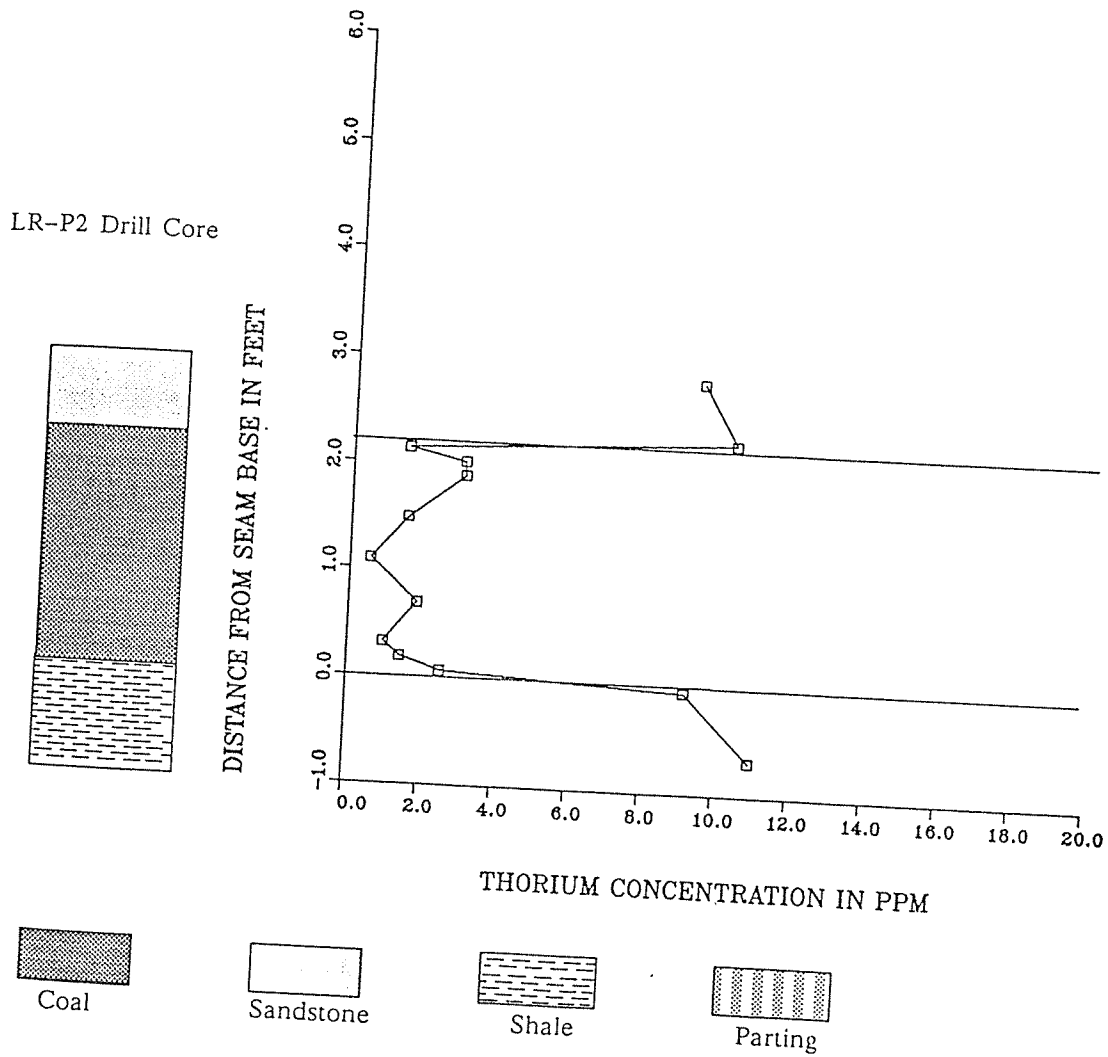 LR-P2 Drill Core
DISTANCE FROM SEAM BASE IN FEET
6.0
5.0
4.0
3.0
2.0
1.0
0.0
-1.0
0.0 2.0 4.0 6.0 8.0 10.0 12.0 14.0 16.0 18.0 20.0
THORIUM CONCENTRATION IN PPM
Coal
Sandstone
Shale
Parting